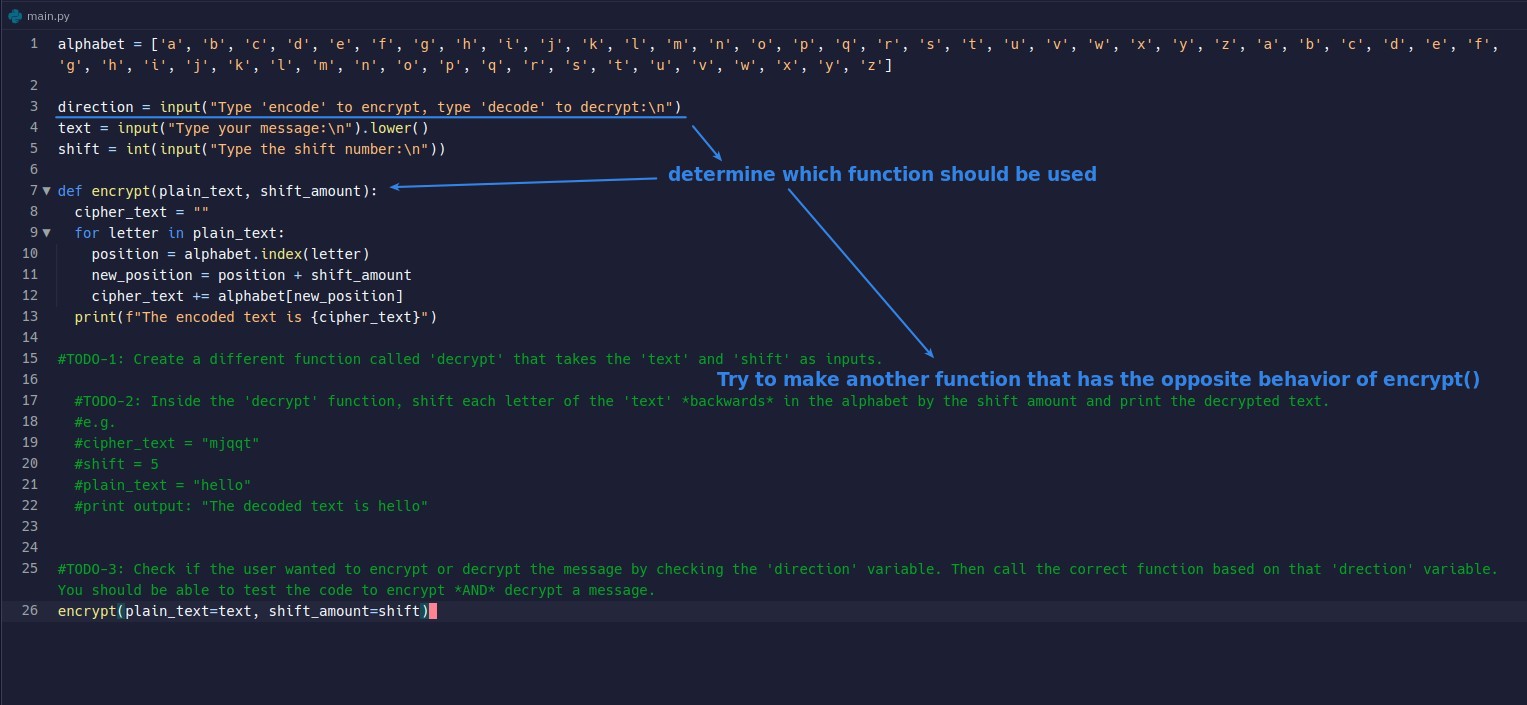 main.py
1 alphabet = ['a', 'b', 'c', 'd', 'e', 'f', 'g', 'h', 'i', 'j', 'k', 'l', 'm', 'n', 'o', 'p', 'q', 'r', 's', 't', 'u', 'v', 'w', 'x', 'y', 'z', 'a', 'b', 'c', 'd', 'e', 'f',
'g', 'h', 'i', 'j', 'k', 'l', 'm', 'n', 'o', 'p', 'q', 'r', 's', 't', 'u', 'v', 'w', 'x', 'y', 'z']
2
3 direction = input("Type 'encode' to encrypt, type 'decode' to decrypt:\n")
4 text = input("Type your message:\n").lower()
5 shift = int(input("Type the shift number:\n"))
6
determine which function should be used
7 def encrypt(plain_text, shift_amount):
8   cipher_text = ""
9   for letter in plain_text:
10     position = alphabet.index(letter)
11     new_position = position + shift_amount
12     cipher_text += alphabet[new_position]
13   print(f"The encoded text is {cipher_text}")
14
15 #TODO-1: Create a different function called 'decrypt' that takes the 'text' and 'shift' as inputs.
16
Try to make another function that has the opposite behavior of encrypt()
17   #TODO-2: Inside the 'decrypt' function, shift each letter of the 'text' *backwards* in the alphabet by the shift amount and print the decrypted text.
18   #e.g.
19   #cipher_text = "mjqqt"
20   #shift = 5
21   #plain_text = "hello"
22   #print output: "The decoded text is hello"
23
24
25 #TODO-3: Check if the user wanted to encrypt or decrypt the message by checking the 'direction' variable. Then call the correct function based on that 'drection' variable.
You should be able to test the code to encrypt *AND* decrypt a message.
26 encrypt(plain_text=text, shift_amount=shift)